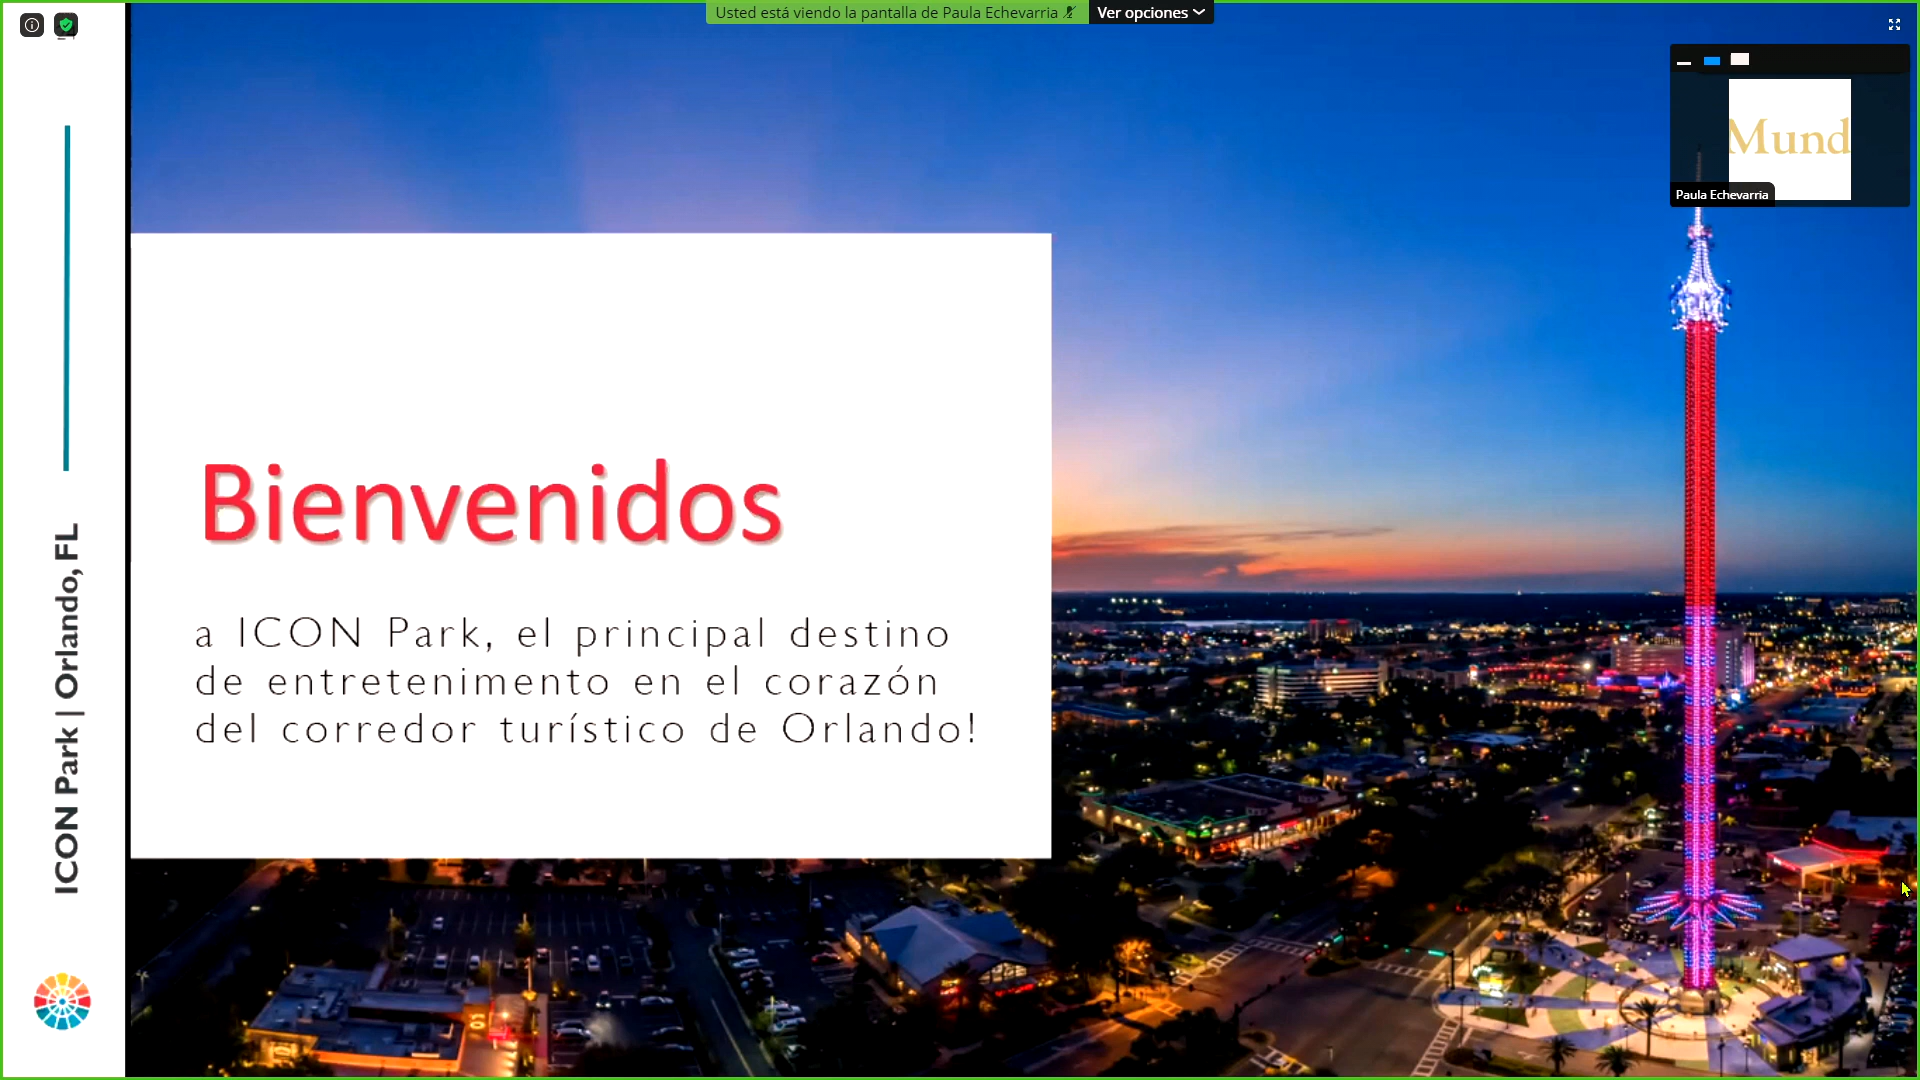 Usted está viendo la pantalla de Paula Echevarria
Ver opciones
Mund
Paula Echevarria
ICON Park | Orlando, FL
Bienvenidos
a ICON Park, el principal destino
de entretenimento en el corazón
del corredor turístico de Orlando!